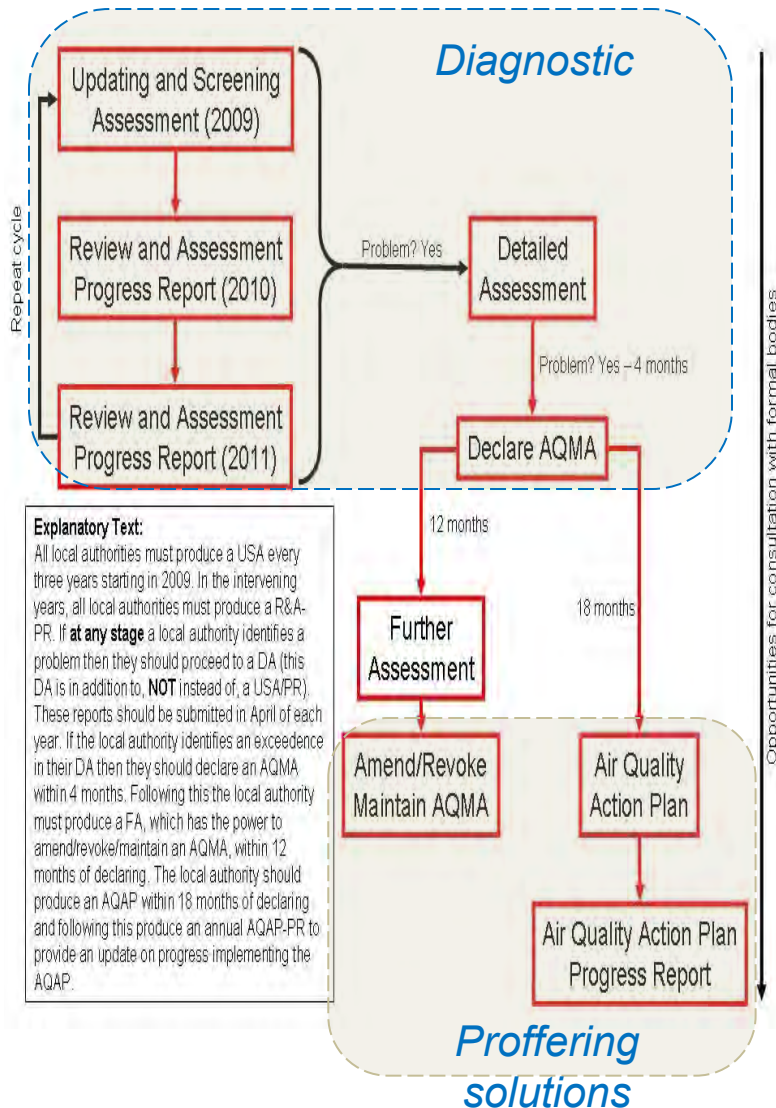 Diagnostic
Updating and Screening
Assessment (2009)
Repeat cycle
Review and Assessment
Progress Report (2010)
Problem? Yes
Detailed
Assessment
Problem? Yes – 4 months
Review and Assessment
Progress Report (2011)
Declare AQMA
Opportunities for consultation with formal bodies
12 months
18 months
Explanatory Text:
All local authorities must produce a USA every
three years starting in 2009. In the intervening
years, all local authorities must produce a R&A-
PR. If at any stage a local authority identifies a
problem then they should proceed to a DA (this
DA is in addition to, NOT instead of, a USA/PR).
These reports should be submitted in April of each
year. If the local authority identifies an exceedence
in their DA then they should declare an AQMA
within 4 months. Following this the local authority
must produce a FA, which has the power to
amend/revoke/maintain an AQMA, within 12
months of declaring. The local authority should
produce an AQAP within 18 months of declaring
and following this produce an annual AQAP-PR to
provide an update on progress implementing the
AQAP.
Further
Assessment
Amend/Revoke
Maintain AQMA
Air Quality
Action Plan
Air Quality Action Plan
Progress Report
Proffering
solutions